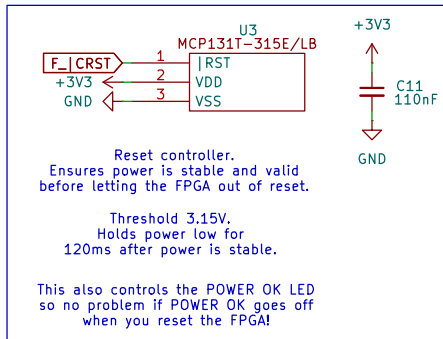 U3
MCP131T-315E/LB
F_|CRST
1
|RST
+3V3
2
VDD
GND
3
VSS
+3V3
C11
110nF
GND
Reset controller.
Ensures power is stable and valid
before letting the FPGA out of reset.
Threshold 3.15V.
Holds power low for
120ms after power is stable.
This also controls the POWER OK LED
so no problem if POWER OK goes off
when you reset the FPGA!